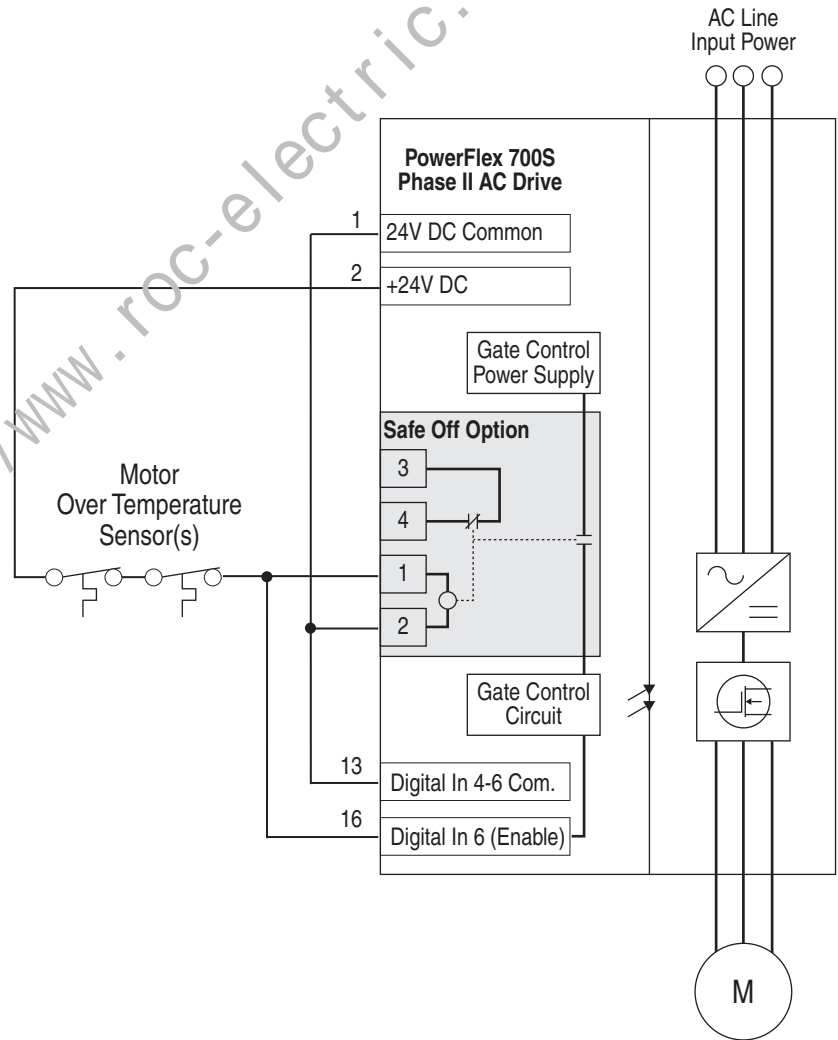 AC Line
Input Power
PowerFlex 700S
Phase II AC Drive
1
24V DC Common
2
+24V DC
Gate Control
Power Supply
Safe Off Option
3
4
1
2
Motor
Over Temperature
Sensor(s)
Gate Control
Circuit
13
Digital In 4-6 Com.
16
Digital In 6 (Enable)
M
/www.roc-electric.